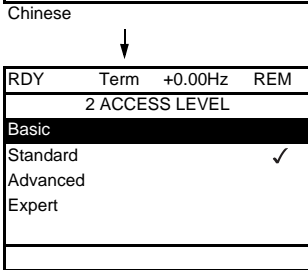 Chinese
RDY Term +0.00Hz REM
2 ACCESS LEVEL
Basic
Standard ✓
Advanced
Expert